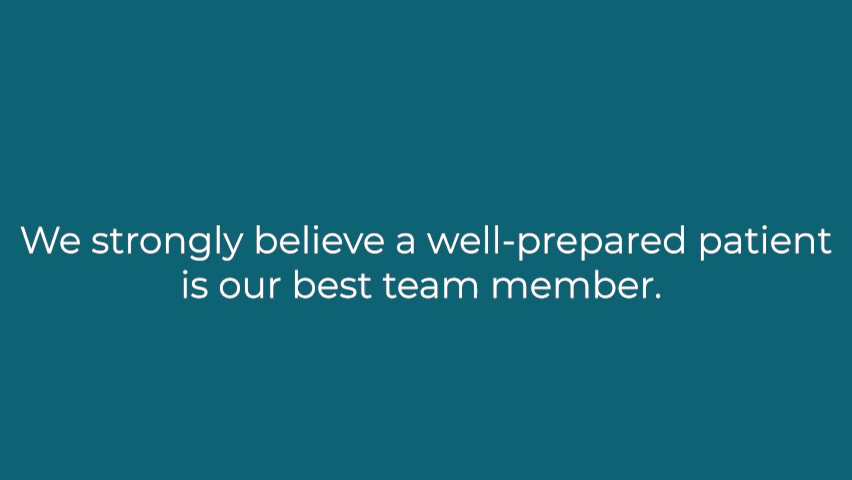 We strongly believe a well-prepared patient
is our best team member.